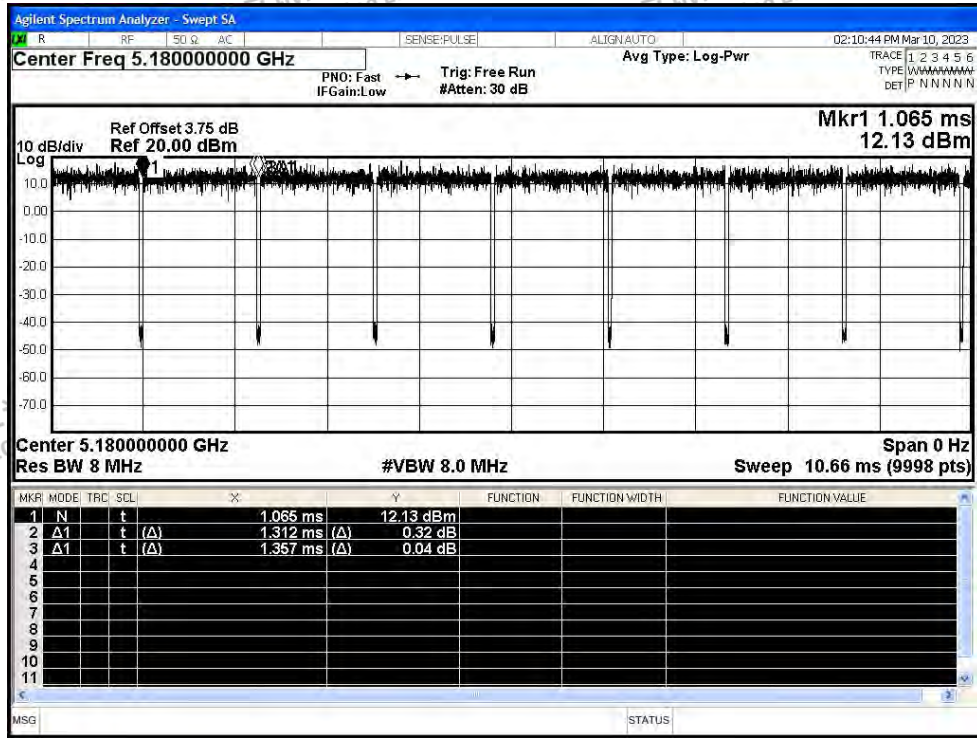 Agilent Spectrum Analyzer - Swept SA
LXI R RF 50 Ω AC SENSE:PULSE ALIGN AUTO 02:10:44 PM Mar 10, 2023
Center Freq 5.180000000 GHz Avg Type: Log-Pwr TRACE 1 2 3 4 5 6
PNO: Fast Trig: Free Run TYPE WWWWWW
IFGain:Low #Atten: 30 dB DET P N N N N N
Mkr1 1.065 ms
Ref Offset 3.75 dB
10 dB/div Ref 20.00 dBm 12.13 dBm
Log
1
10.0
0.00
-10.0
-20.0
-30.0
-40.0
-50.0
-60.0
-70.0
Center 5.180000000 GHz Span 0 Hz
Res BW 8 MHz #VBW 8.0 MHz Sweep 10.66 ms (9998 pts)
MKR MODE TRC SCL X Y FUNCTION FUNCTION WIDTH FUNCTION VALUE
1 N t 1.065 ms 12.13 dBm
2 Δ1 t (Δ) 1.312 ms (Δ) 0.32 dB
3 Δ1 t (Δ) 1.357 ms (Δ) 0.04 dB
4
5
6
7
8
9
10
11
MSG STATUS